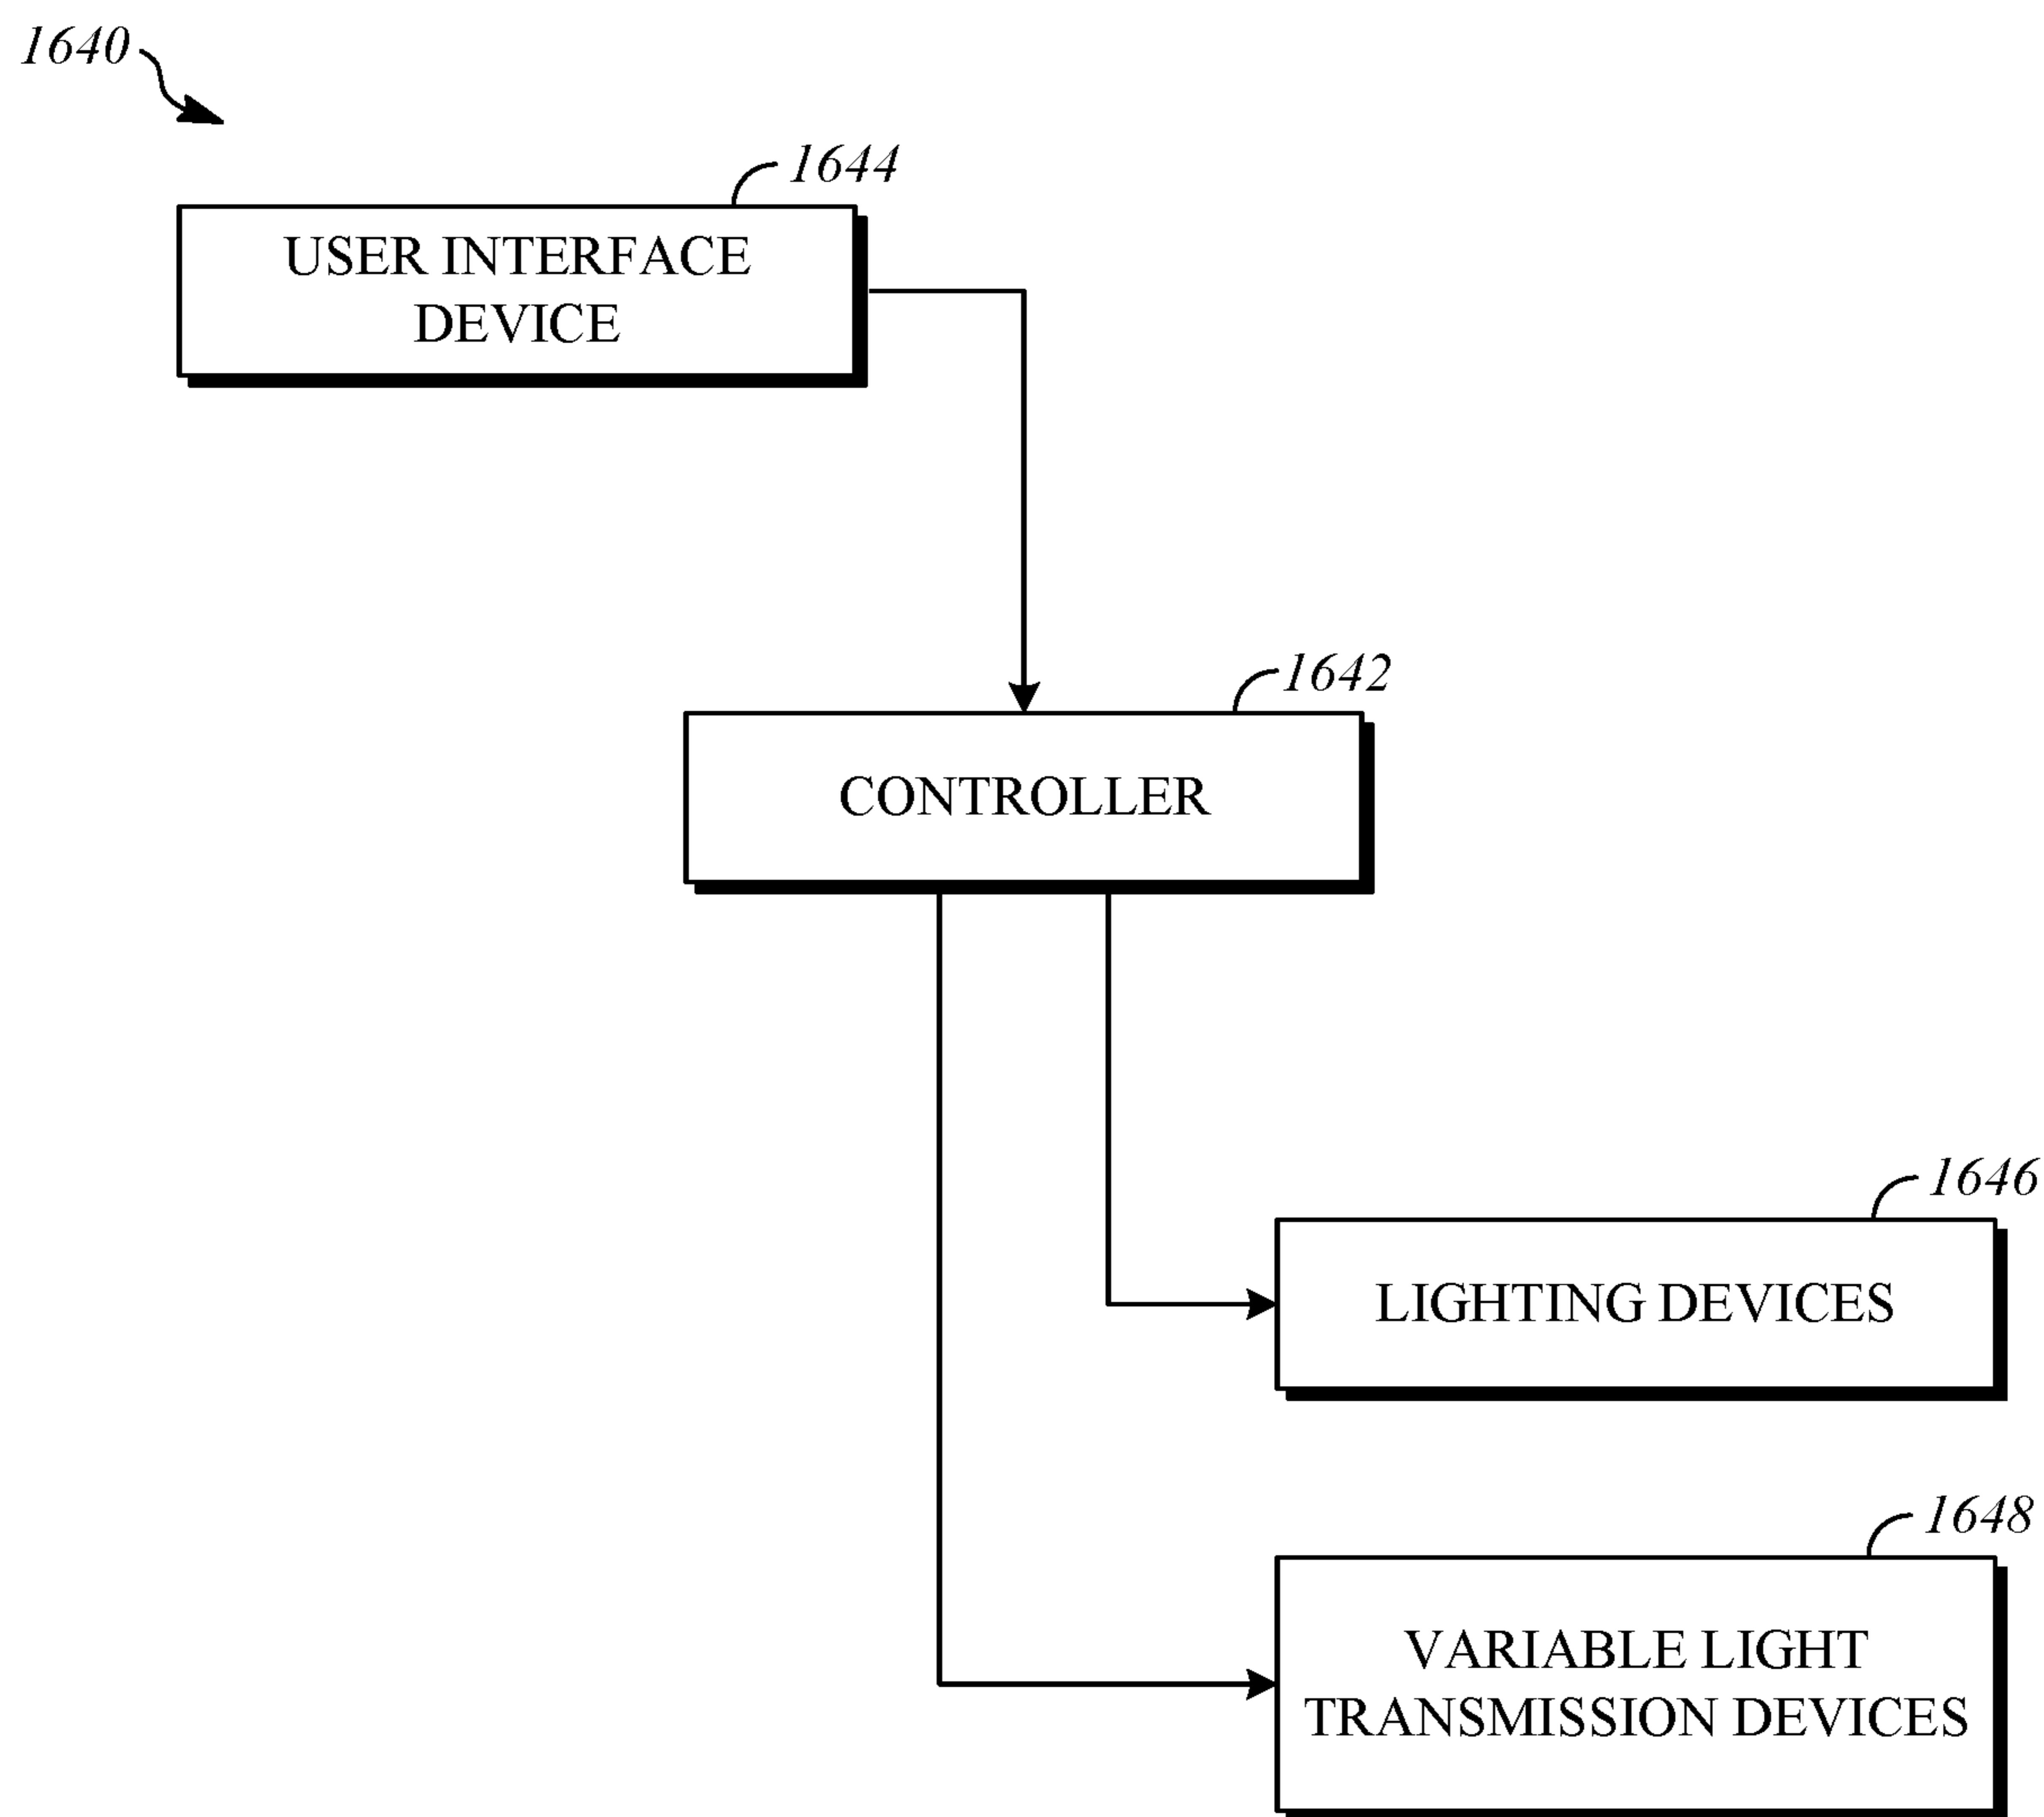 1640
1644
USER INTERFACE
DEVICE
1642
CONTROLLER
1646
LIGHTING DEVICES
1648
VARIABLE LIGHT
TRANSMISSION DEVICES